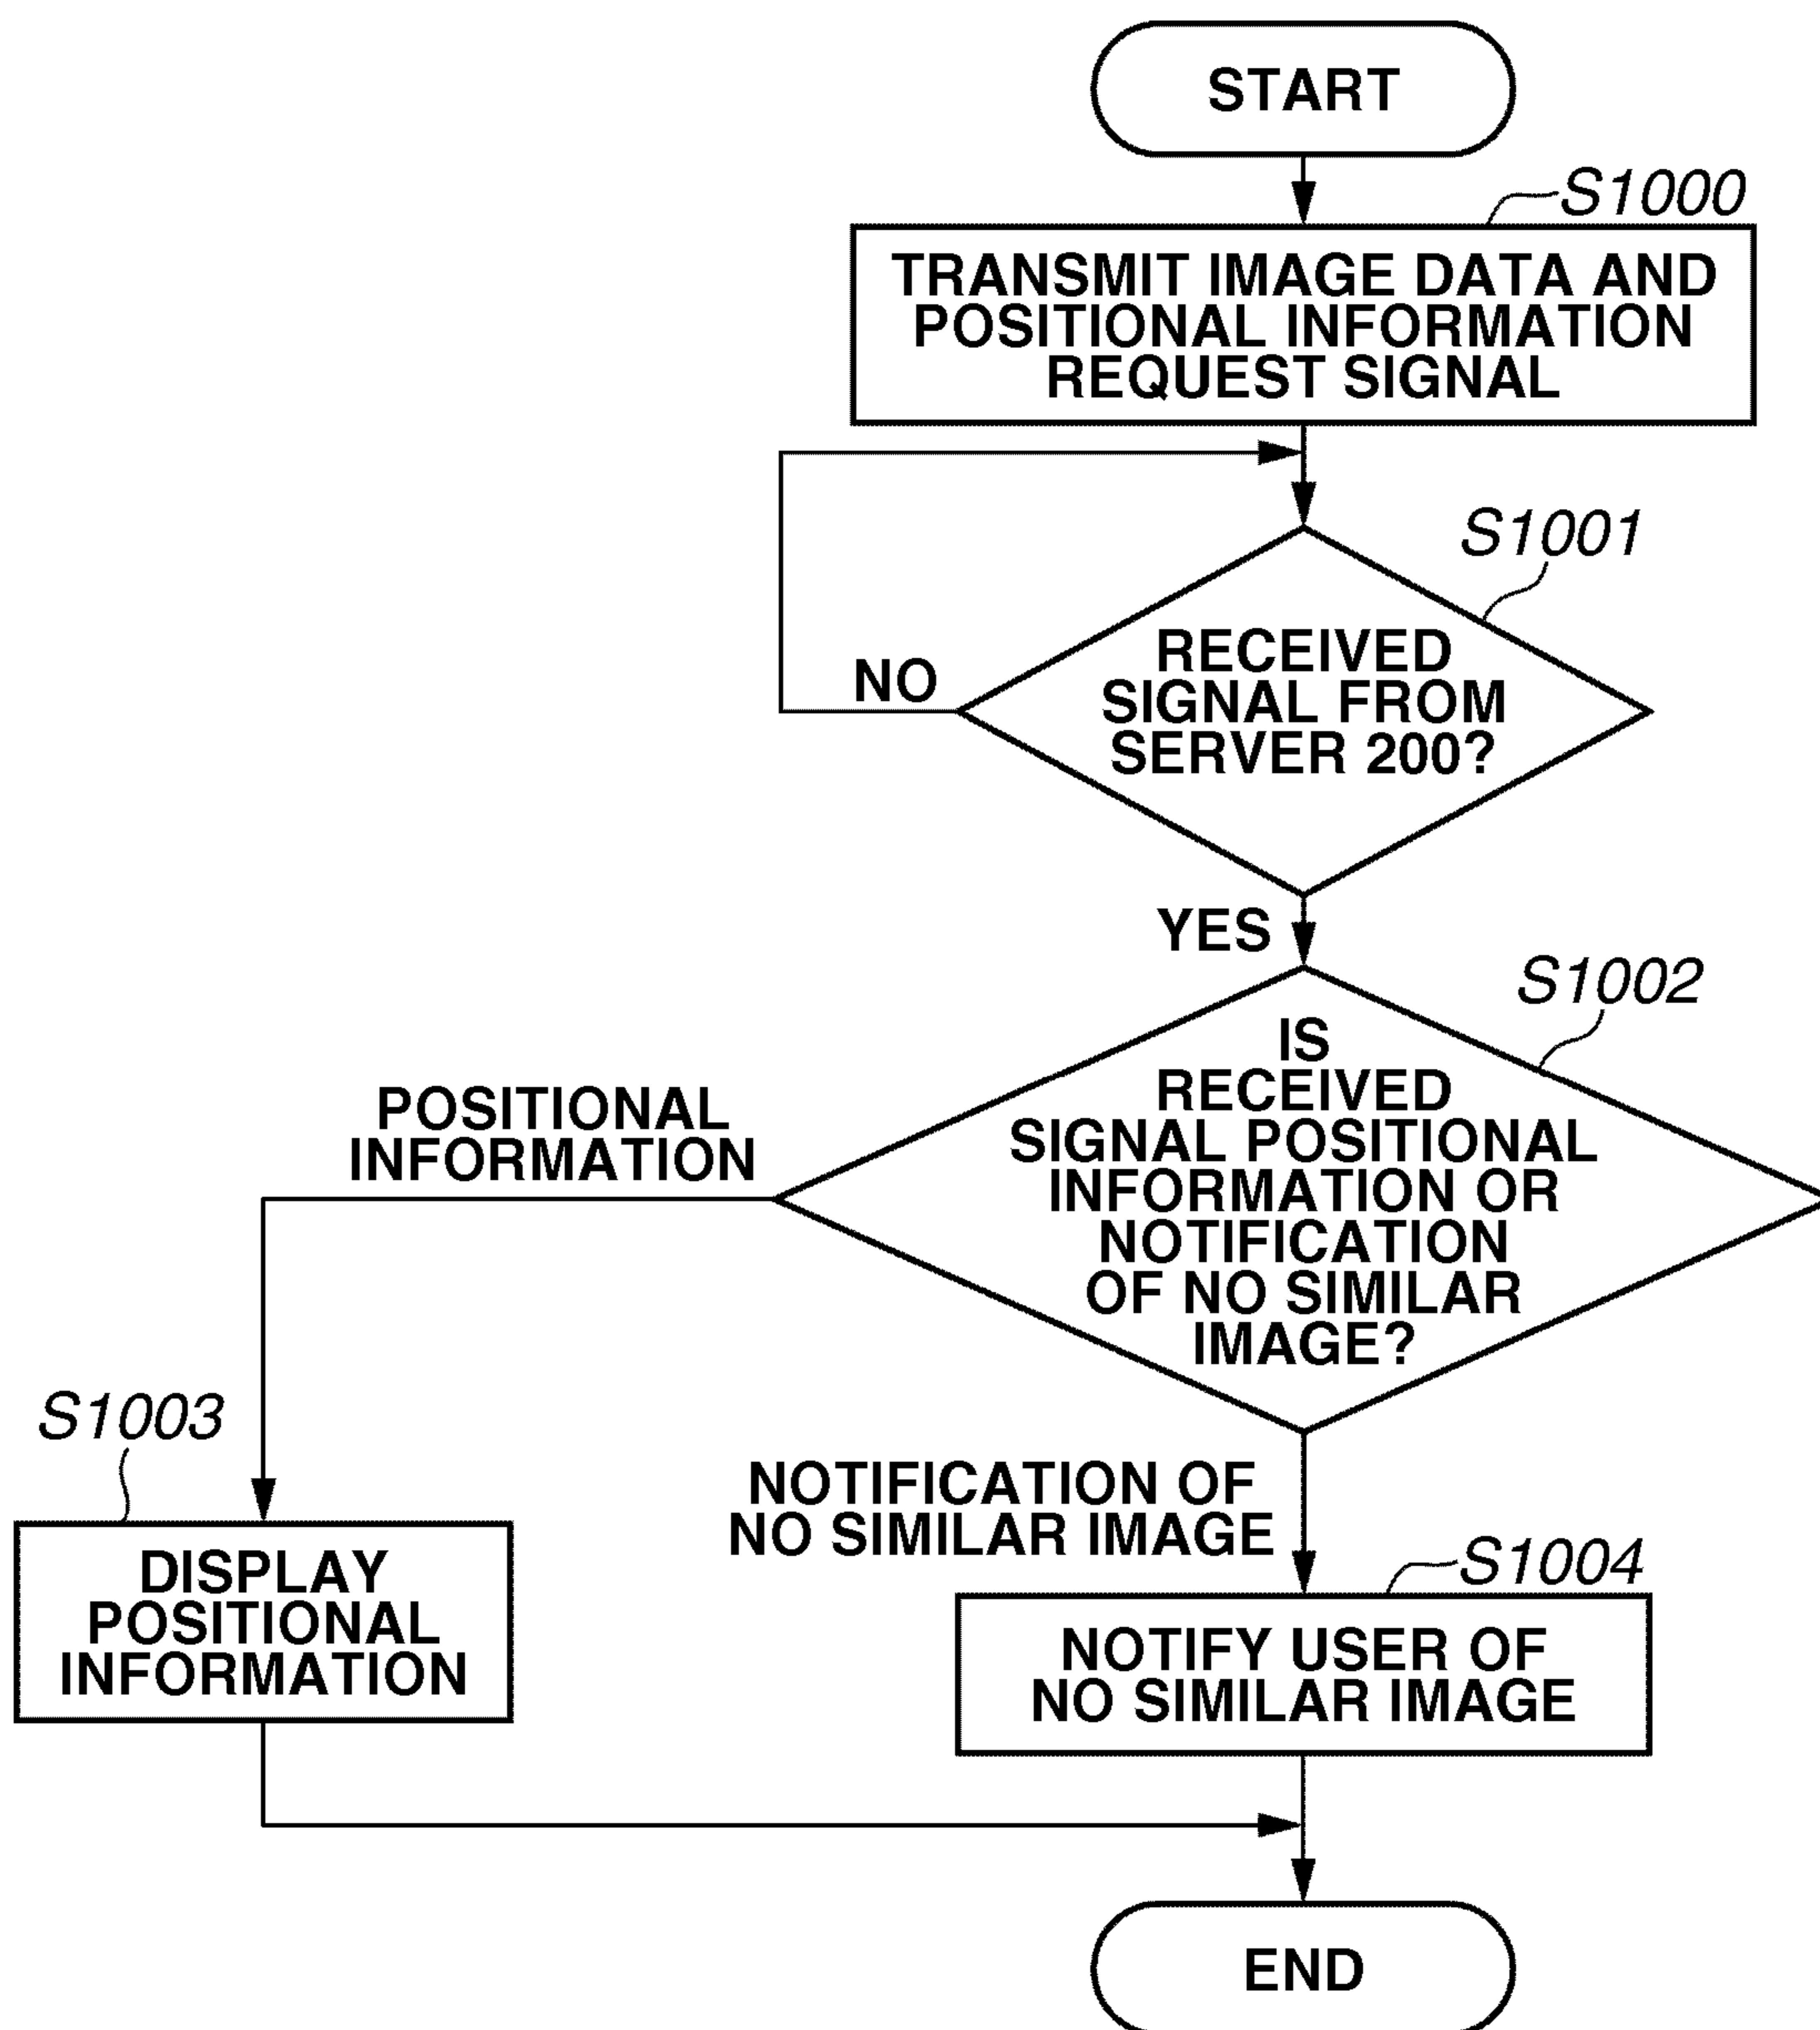 START
S1000
TRANSMIT IMAGE DATA AND
POSITIONAL INFORMATION
REQUEST SIGNAL
S1001
RECEIVED
SIGNAL FROM
SERVER 200?
NO
YES
S1002
IS
RECEIVED
SIGNAL POSITIONAL
INFORMATION OR
NOTIFICATION
OF NO SIMILAR
IMAGE?
POSITIONAL
INFORMATION
S1003
DISPLAY
POSITIONAL
INFORMATION
NOTIFICATION OF
NO SIMILAR IMAGE
S1004
NOTIFY USER OF
NO SIMILAR IMAGE
END